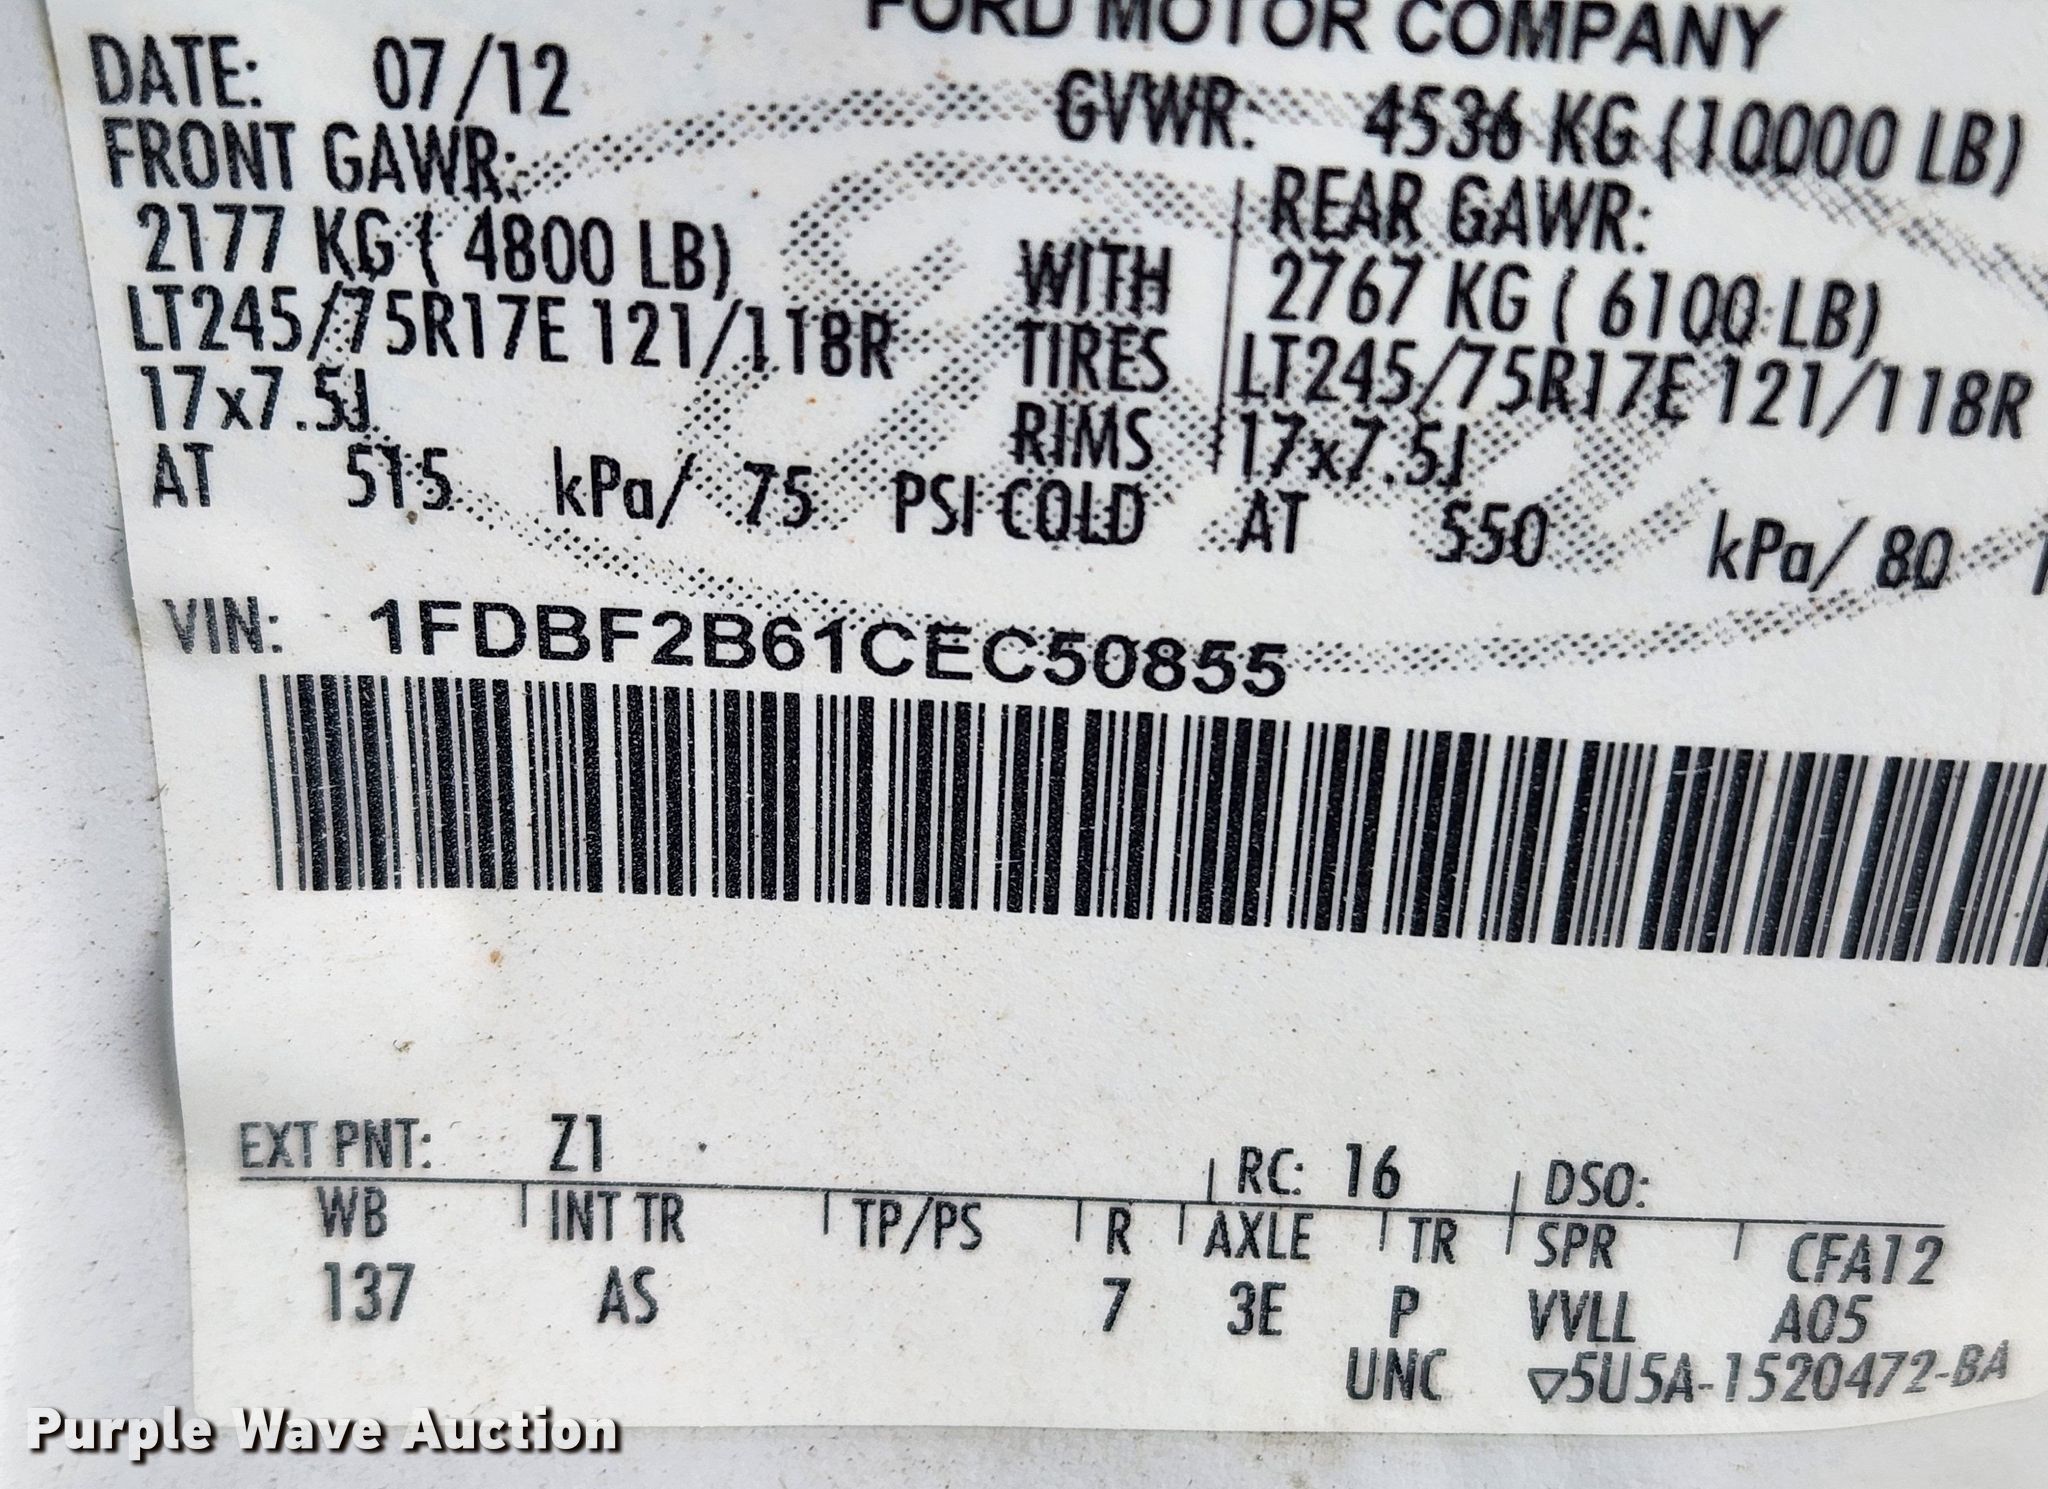 FORD MOTOR COMPANY
DATE: 07/12
GVWR: 4536 KG (10000 LB)
FRONT GAWR:
REAR GAWR:
2177 KG ( 4800 LB) WITH 2767 KG ( 6100 LB)
LT245/75R17E 121/118R TIRES LT245/75R17E 121/118R
17x7.5J RIMS 17x7.5J
AT 515 kPa/ 75 PSI COLD AT 550 kPa/ 80
VIN: 1FDBF2B61CEC50855
EXT PNT: Z1 RC: 16 DSO:
WB INT TR TP/PS R AXLE TR SPR CFA12
137 AS 7 3E P VVLL A05
UNC ▽5U5A-1520472-BA
Purple Wave Auction